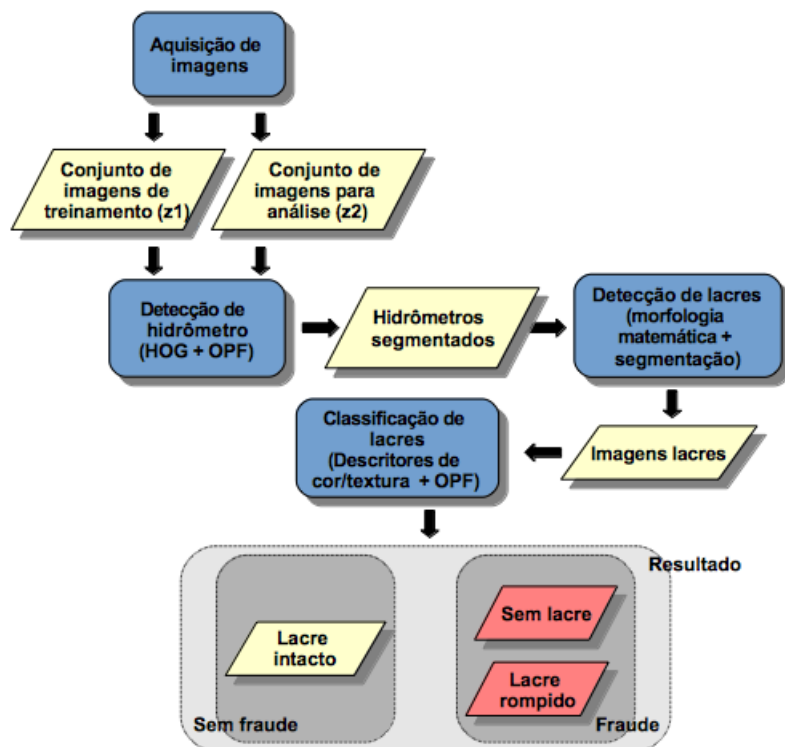 Aquisição de
imagens
Conjunto de
imagens de
treinamento (z1)
Conjunto de
imagens para
análise (z2)
Detecção de
hidrômetro
(HOG + OPF)
Hidrômetros
segmentados
Detecção de lacres
(morfologia
matemática +
segmentação)
Imagens lacres
Classificação de
lacres
(Descritores de
cor/textura + OPF)
Resultado
Lacre
intacto
Sem fraude
Sem lacre
Lacre
rompido
Fraude